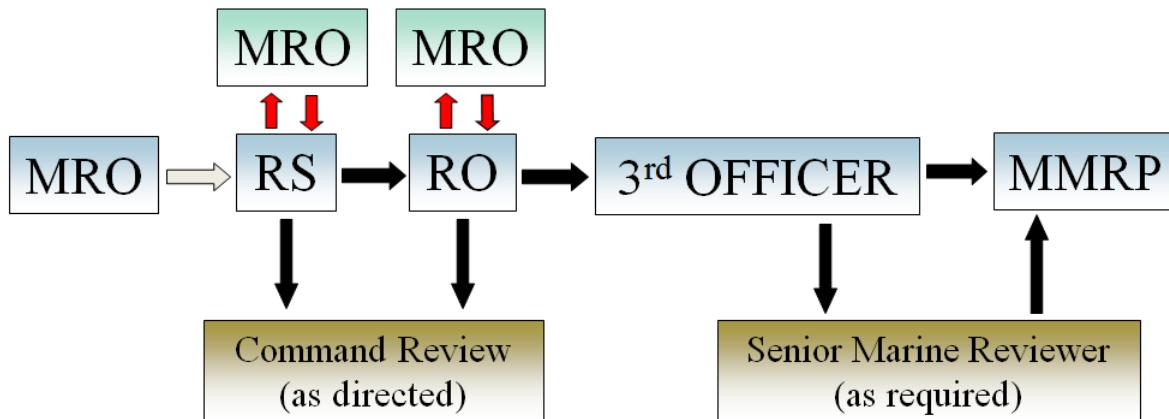 MRO
MRO
MRO
RS
RO
3rd OFFICER
MMRP
Command Review
(as directed)
Senior Marine Reviewer
(as required)